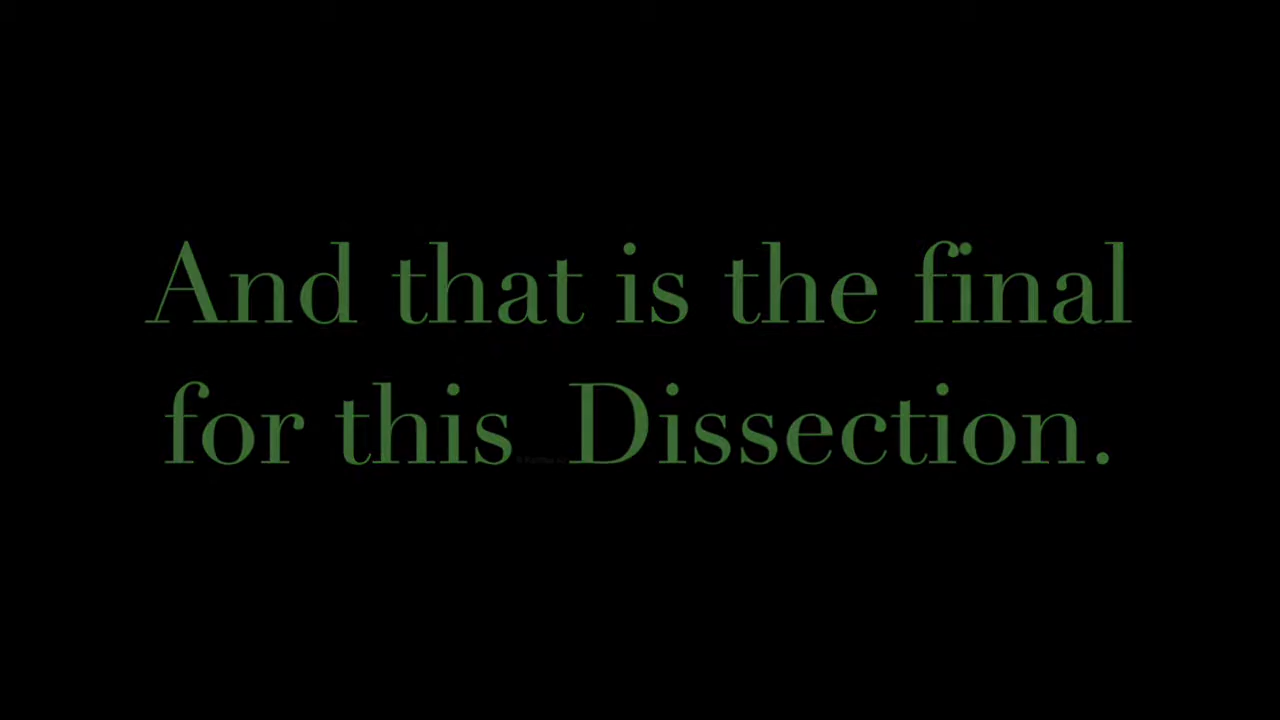 And that is the final
for this Dissection.